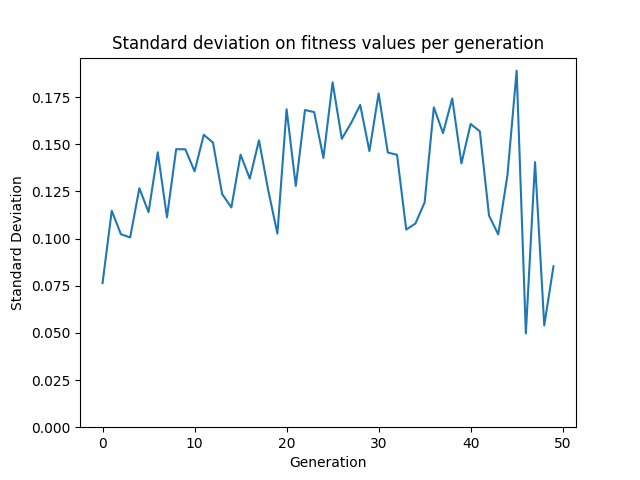 Standard deviation on fitness values per generation
Standard Deviation
0.175
0.150
0.125
0.100
0.075
0.050
0.025
0.000
0 10 20 30 40 50
Generation